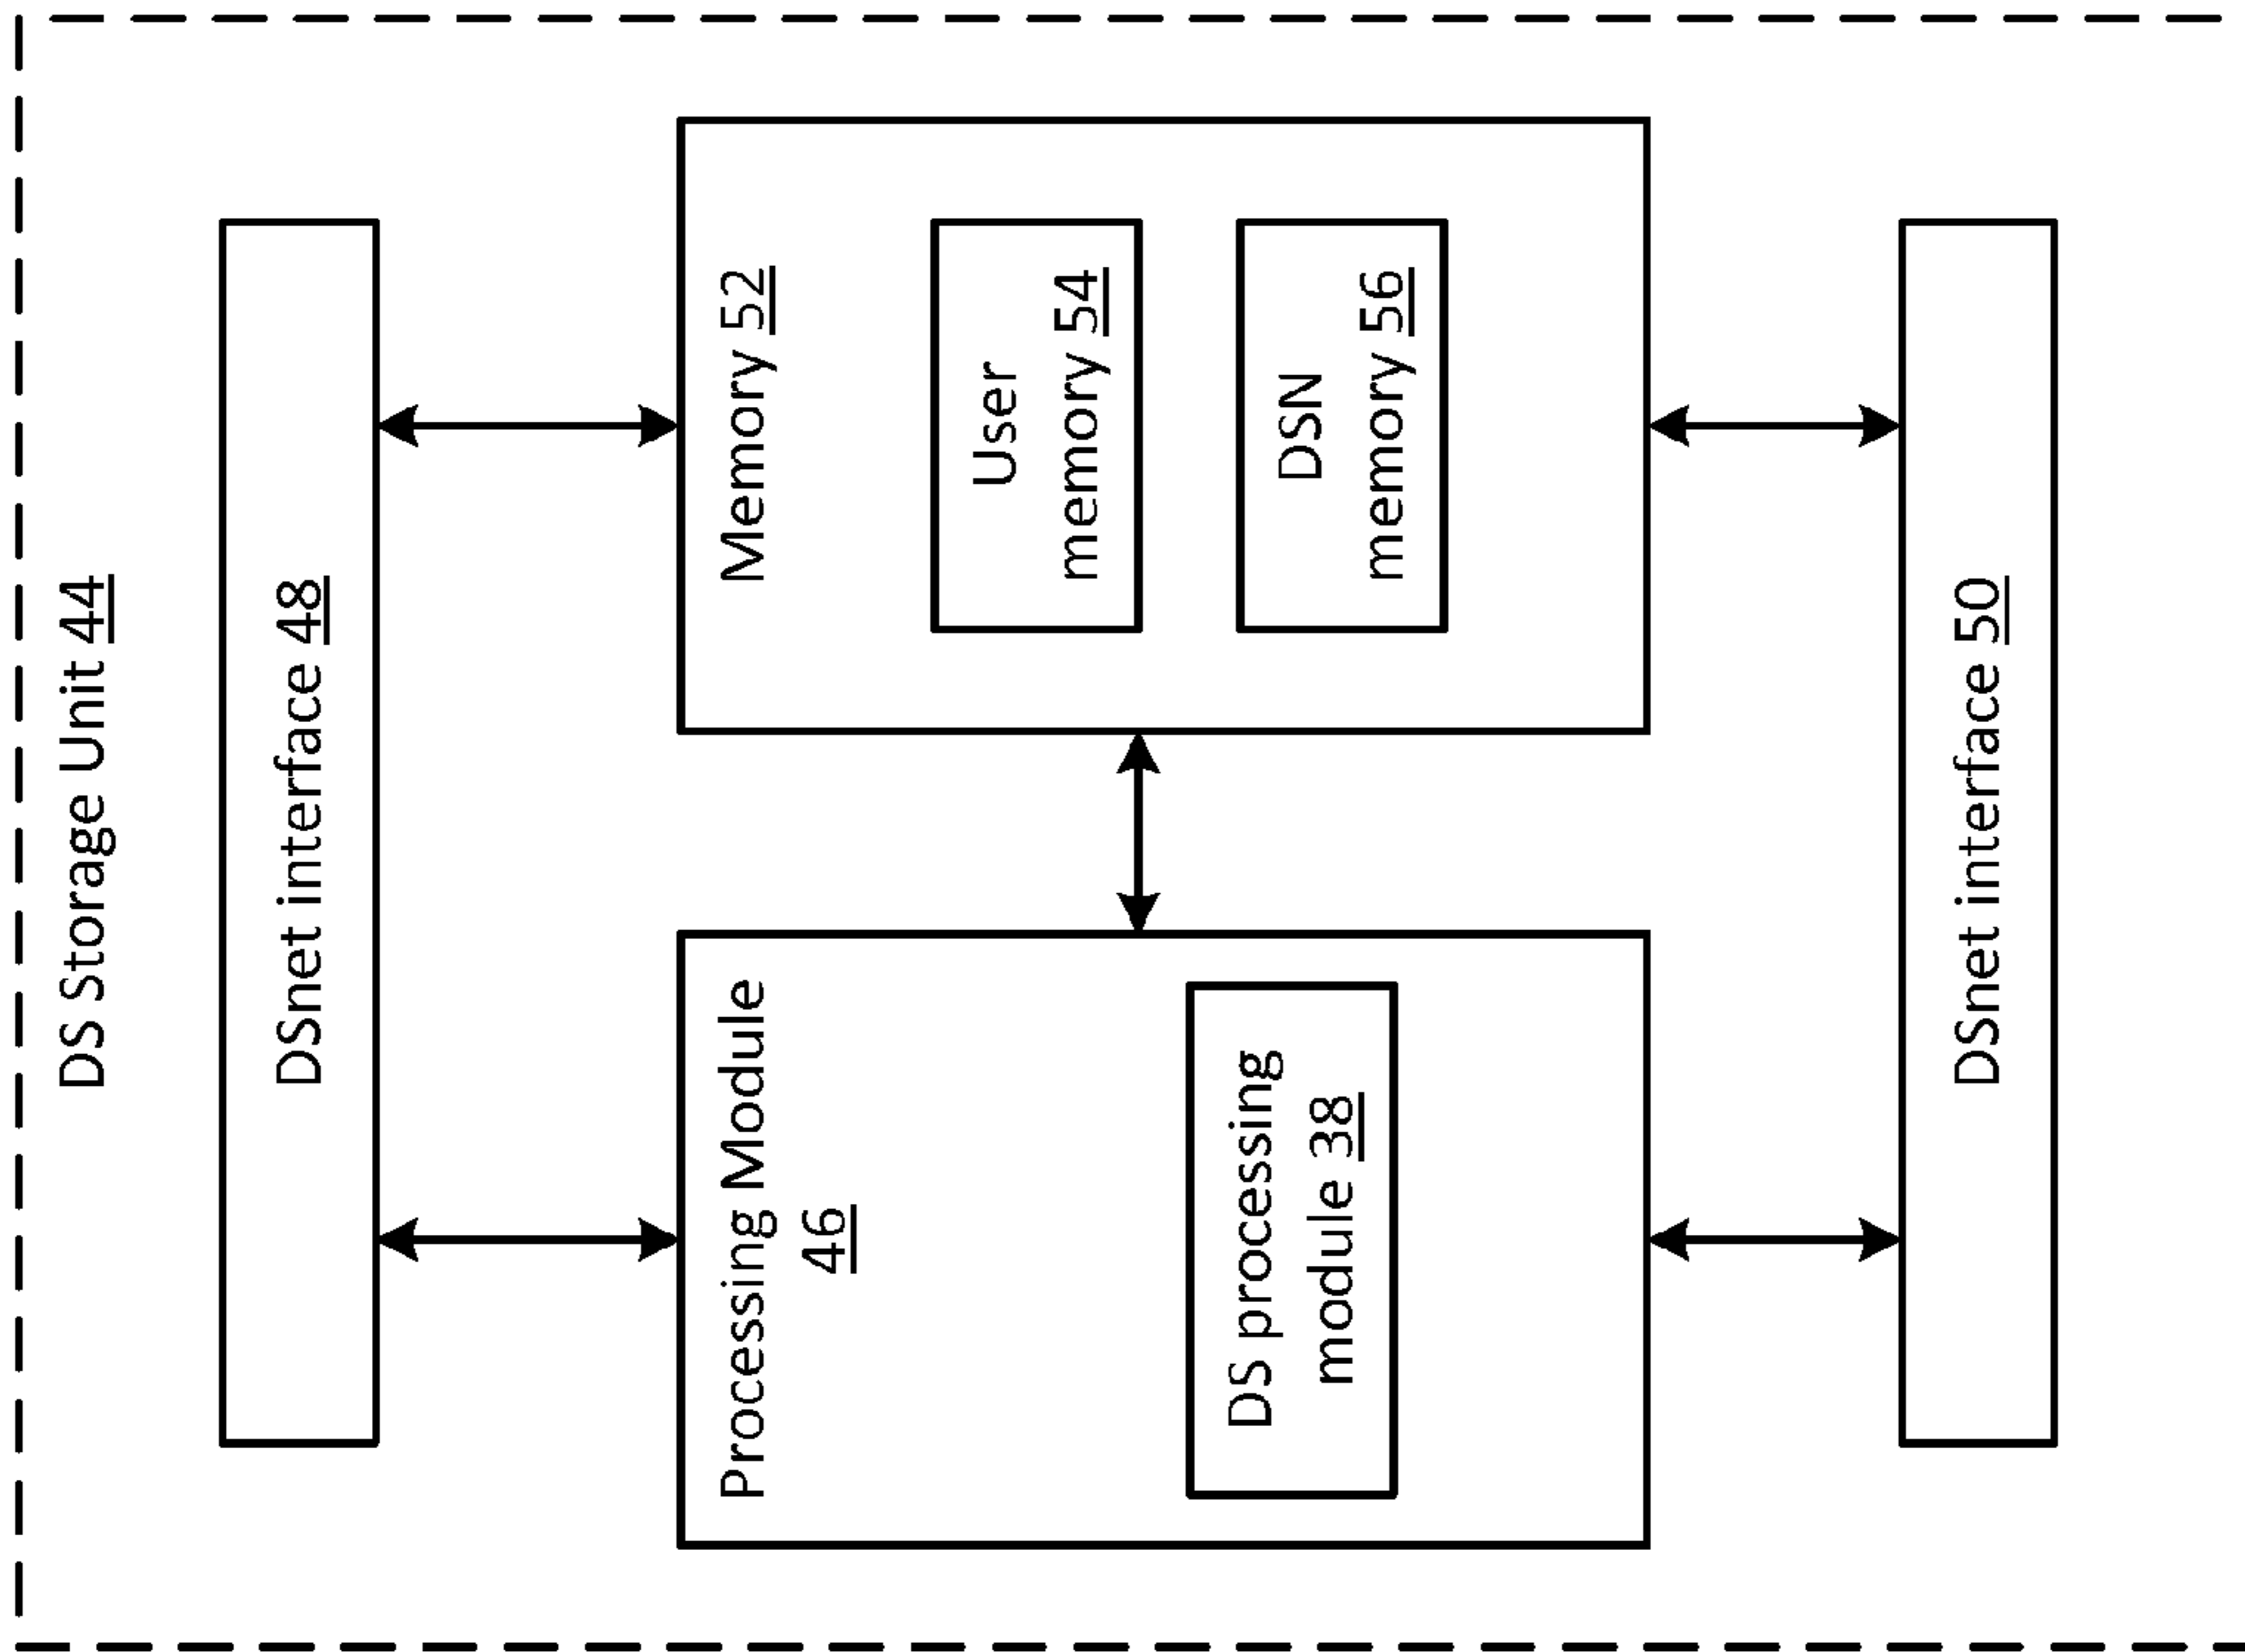 DS Storage Unit 44
DSnet interface 48
Processing Module
46
DS processing
module 38
Memory 52
User
memory 54
DSN
memory 56
DSnet interface 50